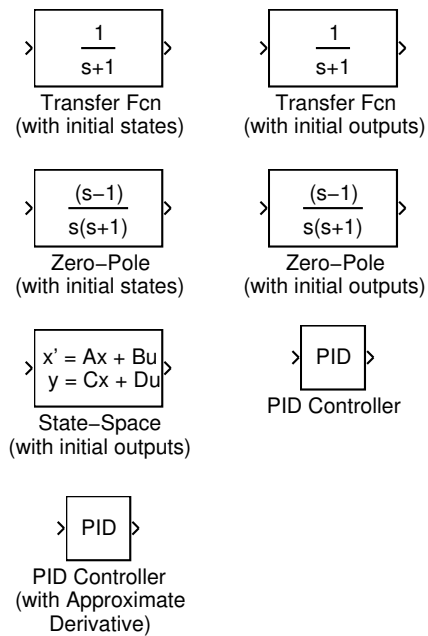 1
s+1
Transfer Fcn
(with initial states)
1
s+1
Transfer Fcn
(with initial outputs)
(s−1)
s(s+1)
Zero−Pole
(with initial states)
(s−1)
s(s+1)
Zero−Pole
(with initial outputs)
x' = Ax + Bu
y = Cx + Du
State−Space
(with initial outputs)
PID
PID Controller
PID
PID Controller
(with Approximate
Derivative)